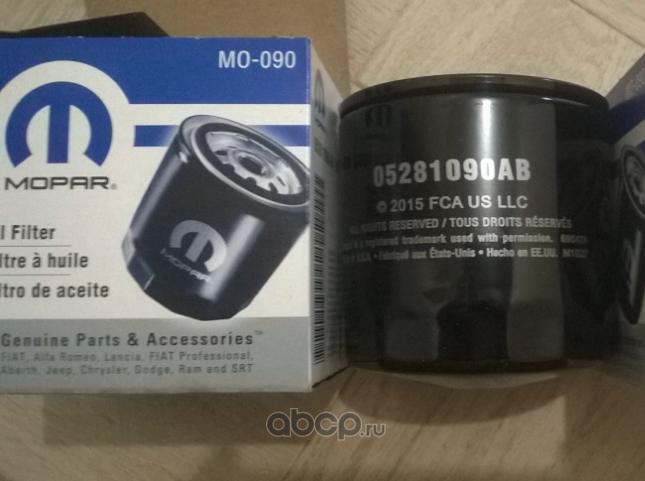 MO-090
MOPAR®
l Filter
ltre à huile
ltro de aceite
MOPAR
Genuine Parts & Accessories™
FIAT, Alfa Romeo, Lancia, FIAT Professional,
Abarth, Jeep, Chrysler, Dodge, Ram and SRT
05281090AB
© 2015 FCA US LLC
ALL RIGHTS RESERVED / TOUS DROITS RÉSERVÉS
is a registered trademark used with permission.
U.S.A. • Fabriqué aux États-Unis • Hecho en EE.UU.
abcp.ru